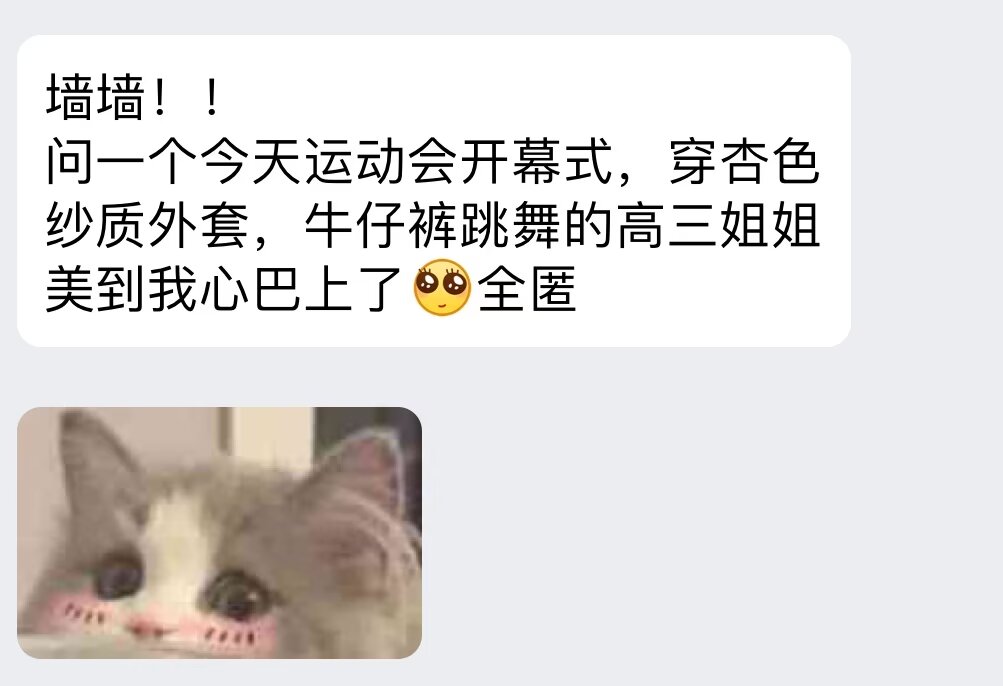 墙墙！！
问一个今天运动会开幕式，穿杏色
纱质外套，牛仔裤跳舞的高三姐姐
美到我心巴上了🥺全匿